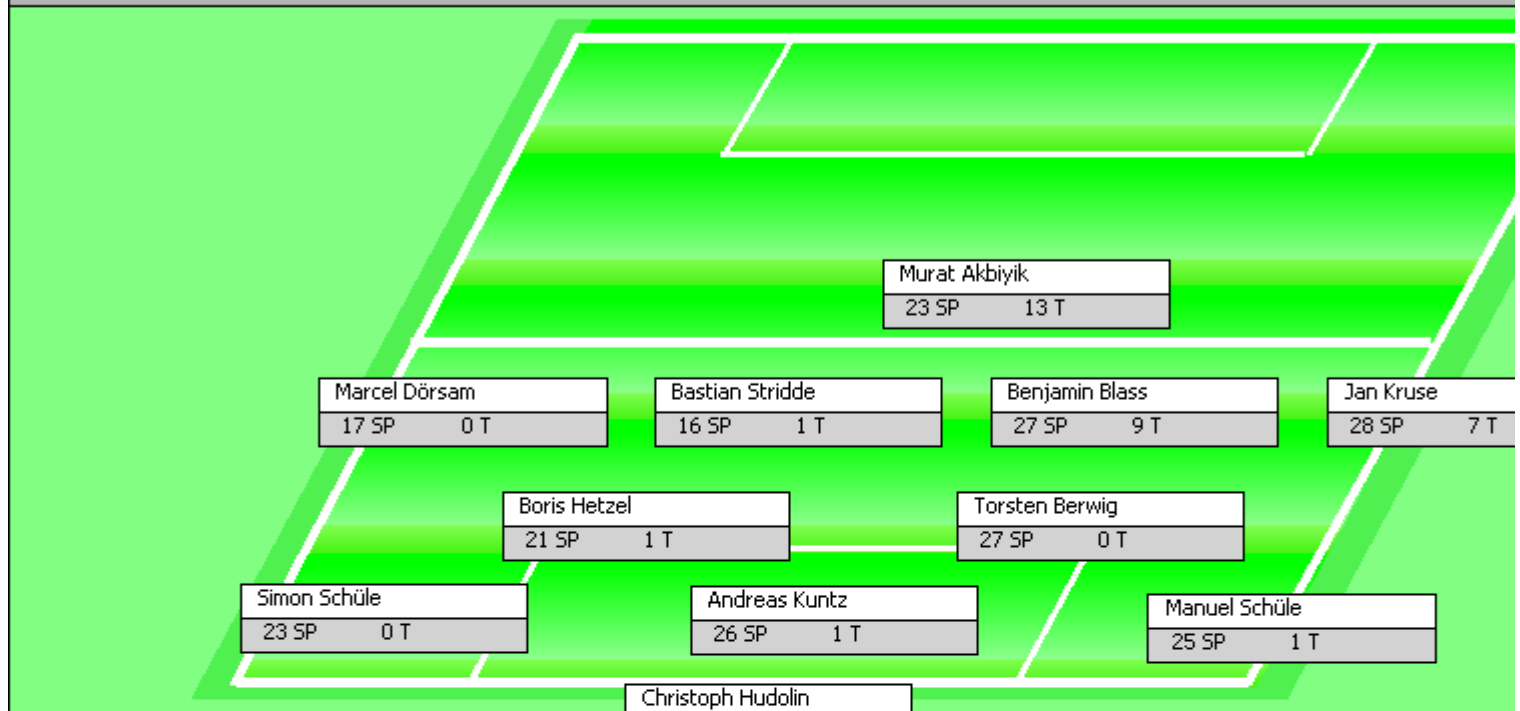 Murat Akbiyik
23 SP 13 T
Marcel Dörsam
17 SP 0 T
Bastian Stridde
16 SP 1 T
Benjamin Blass
27 SP 9 T
Jan Kruse
28 SP 7 T
Boris Hetzel
21 SP 1 T
Torsten Berwig
27 SP 0 T
Simon Schüle
23 SP 0 T
Andreas Kuntz
26 SP 1 T
Manuel Schüle
25 SP 1 T
Christoph Hudolin